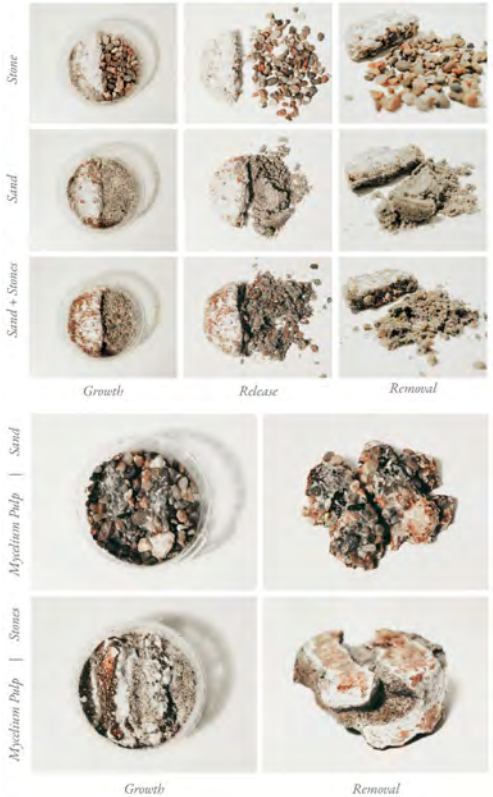 Stone
Sand
Sand + Stones
Growth Release Removal
Mycelium Pulp | Sand
Mycelium Pulp | Stones
Growth Removal